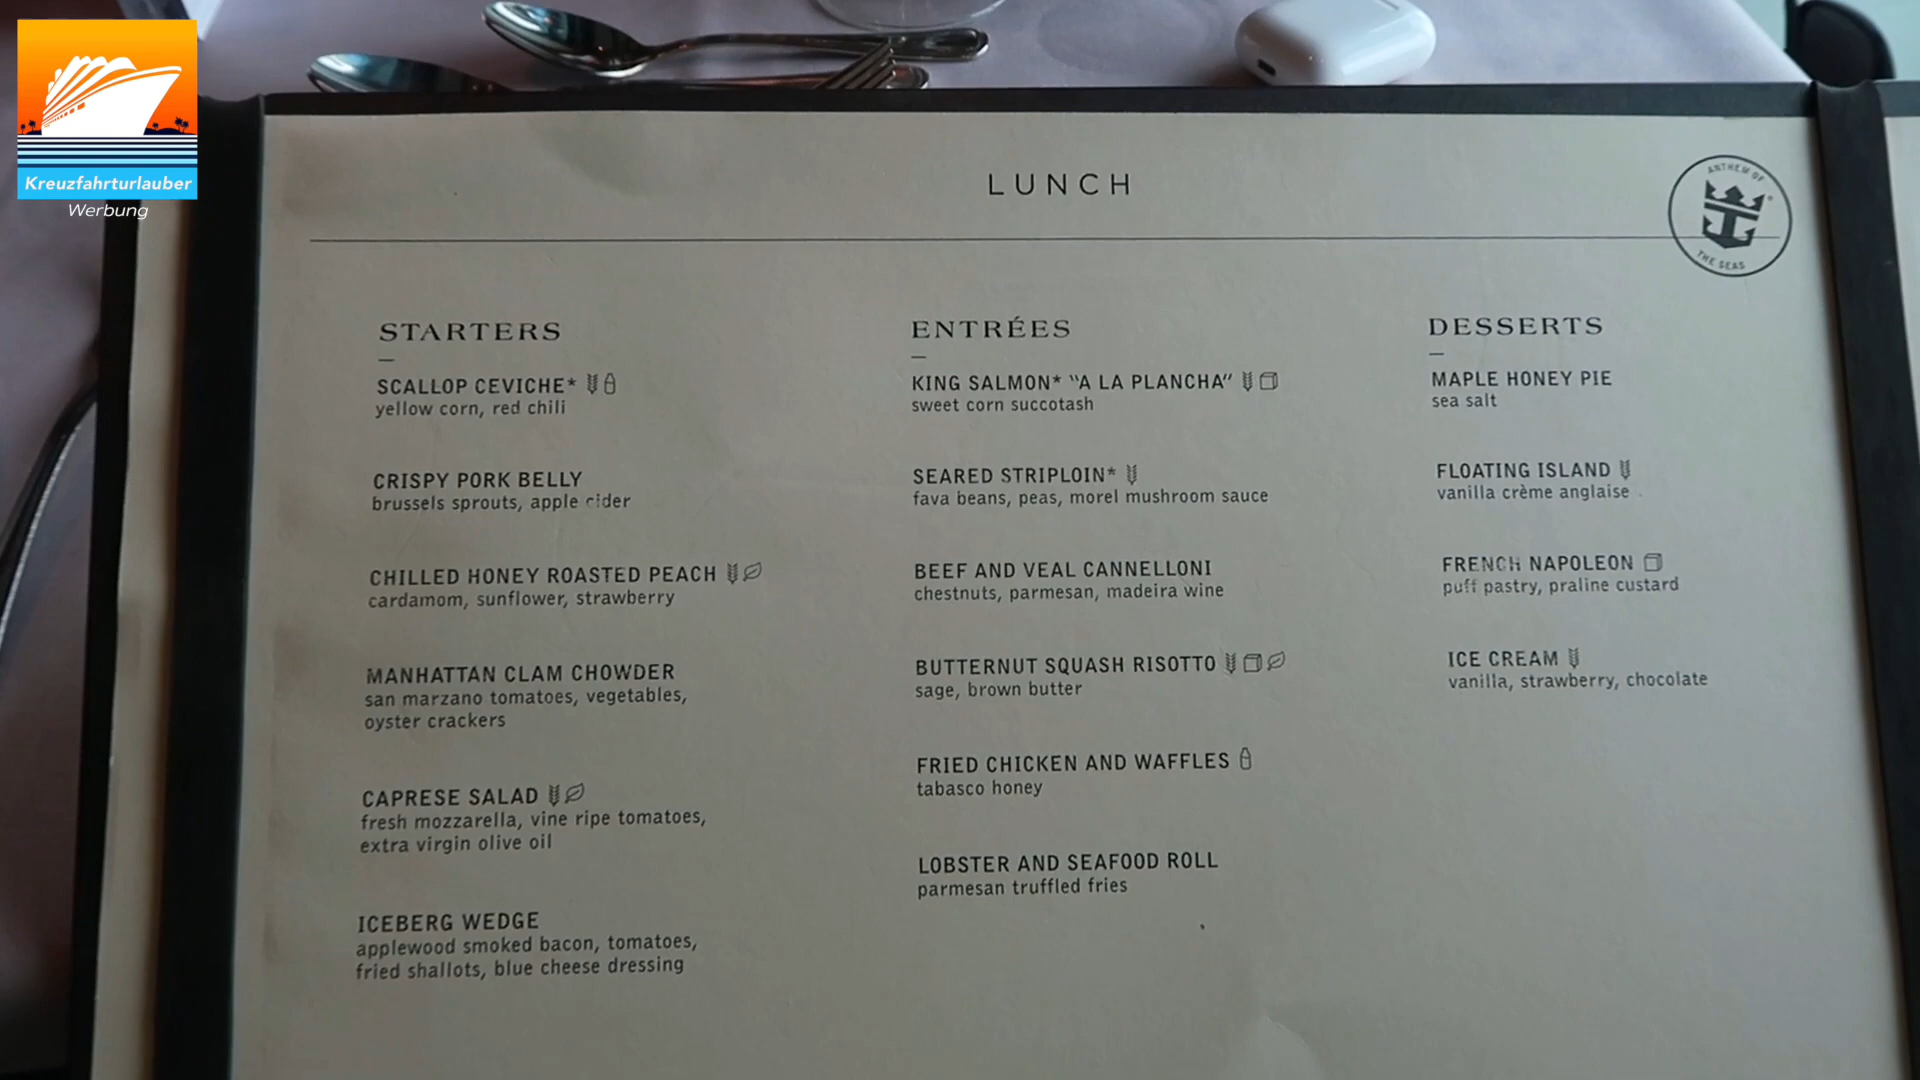 Kreuzfahrturlauber
Werbung
LUNCH
ANTHEM OF
THE SEAS
STARTERS
SCALLOP CEVICHE*
yellow corn, red chili
CRISPY PORK BELLY
brussels sprouts, apple cider
CHILLED HONEY ROASTED PEACH
cardamom, sunflower, strawberry
MANHATTAN CLAM CHOWDER
san marzano tomatoes, vegetables,
oyster crackers
CAPRESE SALAD
fresh mozzarella, vine ripe tomatoes,
extra virgin olive oil
ICEBERG WEDGE
applewood smoked bacon, tomatoes,
fried shallots, blue cheese dressing
ENTRÉES
KING SALMON* "A LA PLANCHA"
sweet corn succotash
SEARED STRIPLOIN*
fava beans, peas, morel mushroom sauce
BEEF AND VEAL CANNELLONI
chestnuts, parmesan, madeira wine
BUTTERNUT SQUASH RISOTTO
sage, brown butter
FRIED CHICKEN AND WAFFLES
tabasco honey
LOBSTER AND SEAFOOD ROLL
parmesan truffled fries
DESSERTS
MAPLE HONEY PIE
sea salt
FLOATING ISLAND
vanilla crème anglaise
FRENCH NAPOLEON
puff pastry, praline custard
ICE CREAM
vanilla, strawberry, chocolate